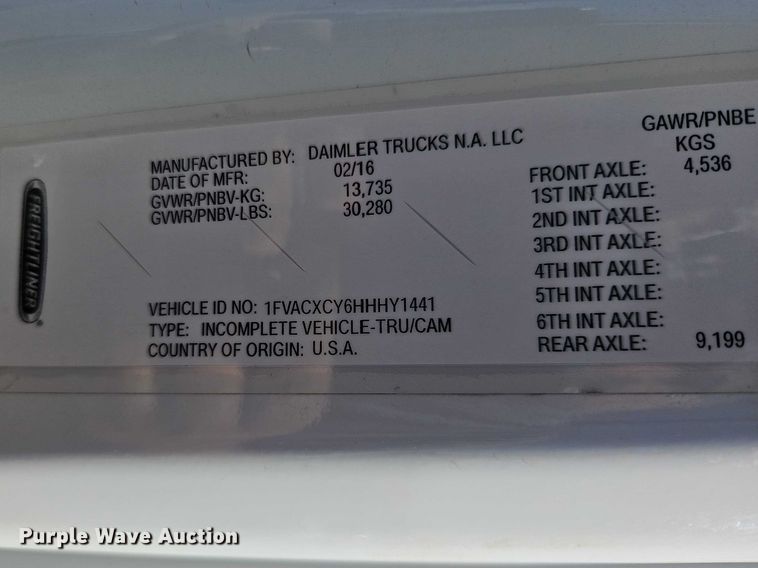 FREIGHTLINER
MANUFACTURED BY: DAIMLER TRUCKS N.A. LLC
DATE OF MFR: 02/16
GVWR/PNBV-KG: 13,735
GVWR/PNBV-LBS: 30,280
VEHICLE ID NO: 1FVACXCY6HHHY1441
TYPE: INCOMPLETE VEHICLE-TRU/CAM
COUNTRY OF ORIGIN: U.S.A.
GAWR/PNBE
KGS
FRONT AXLE: 4,536
1ST INT AXLE:
2ND INT AXLE:
3RD INT AXLE:
4TH INT AXLE:
5TH INT AXLE:
6TH INT AXLE:
REAR AXLE: 9,199
Purple Wave Auction